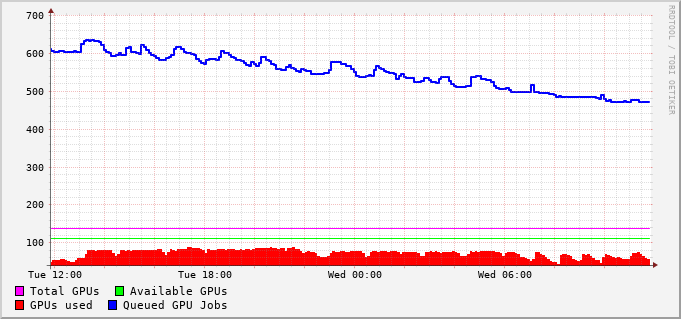 700
600
500
400
300
200
100
Tue 12:00 Tue 18:00 Wed 00:00 Wed 06:00
Total GPUs Available GPUs
GPUs used Queued GPU Jobs
RRDTOOL / TOBI OETIKER